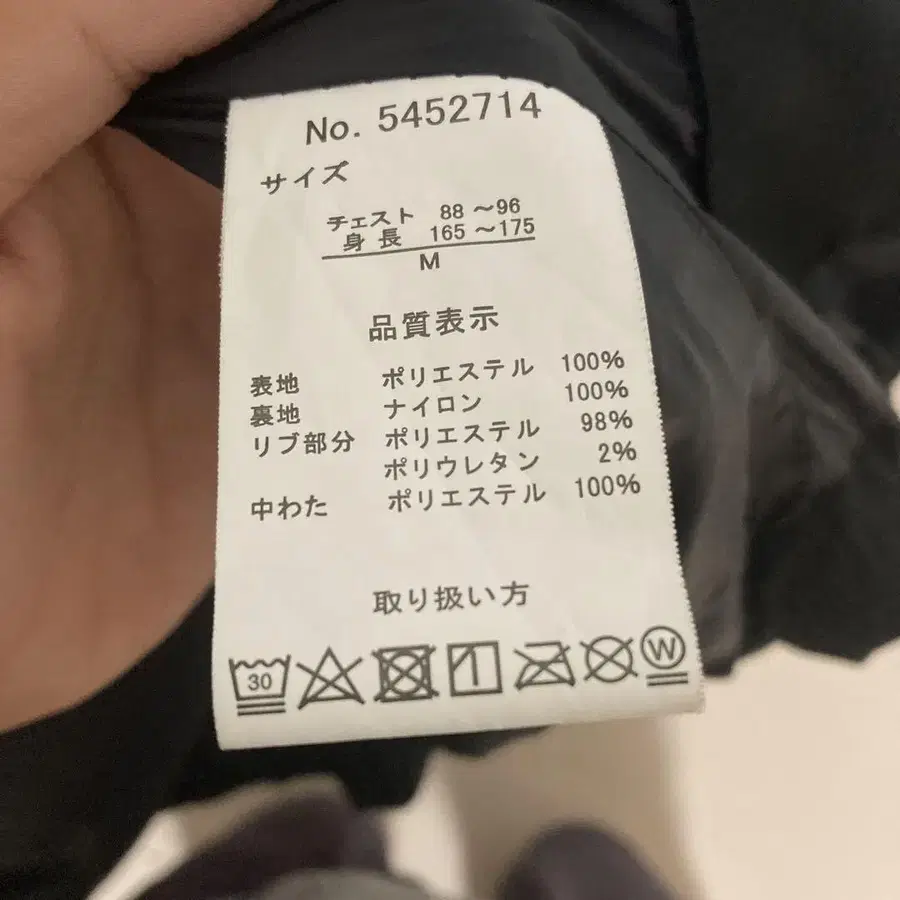 No. 5452714
サイズ
チェスト 88 ～96
身 長 165 ～175
M
品質表示
表地 ポリエステル 100%
裏地 ナイロン 100%
リブ部分 ポリエステル 98%
ポリウレタン 2%
中わた ポリエステル 100%
取り扱い方
30 W